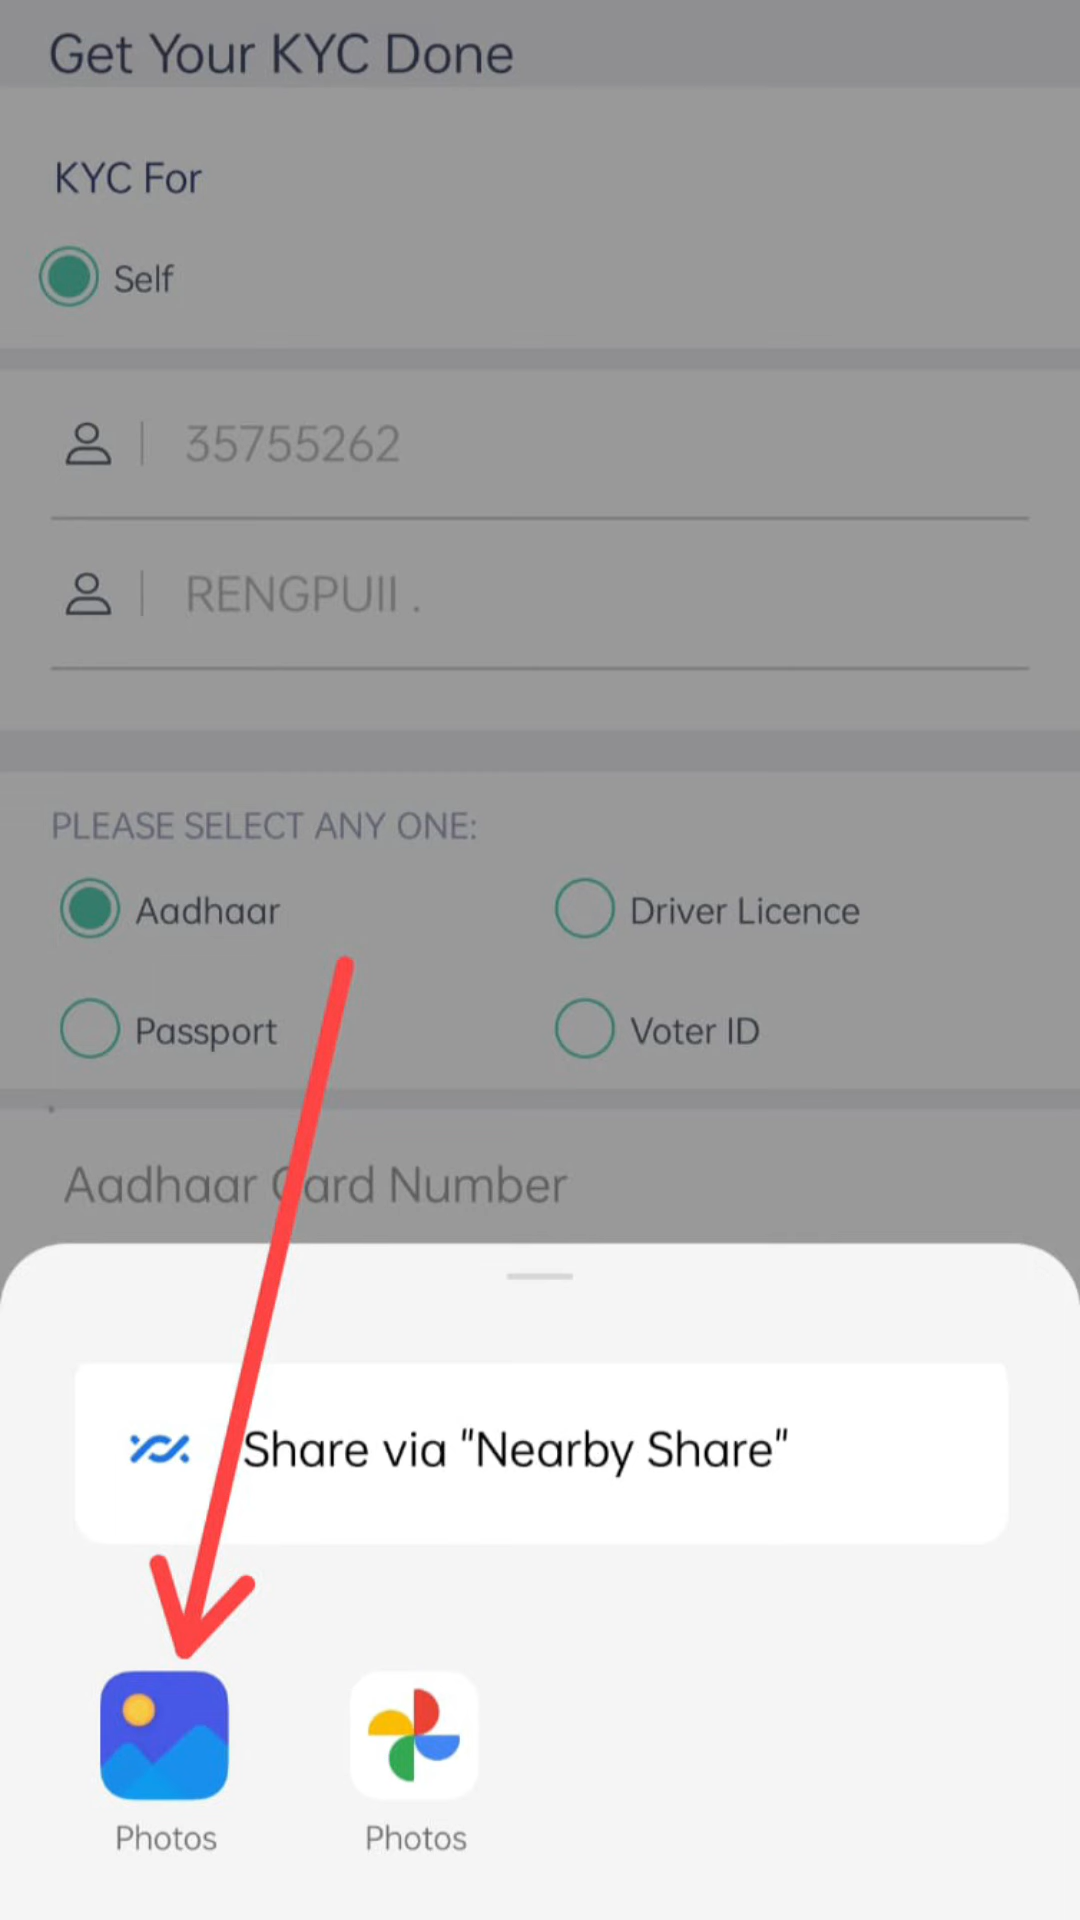 Get Your KYC Done
KYC For
Self
35755262
RENGPUII .
PLEASE SELECT ANY ONE:
Aadhaar Driver Licence
Passport Voter ID
Aadhaar Card Number
Share via "Nearby Share"
Photos Photos